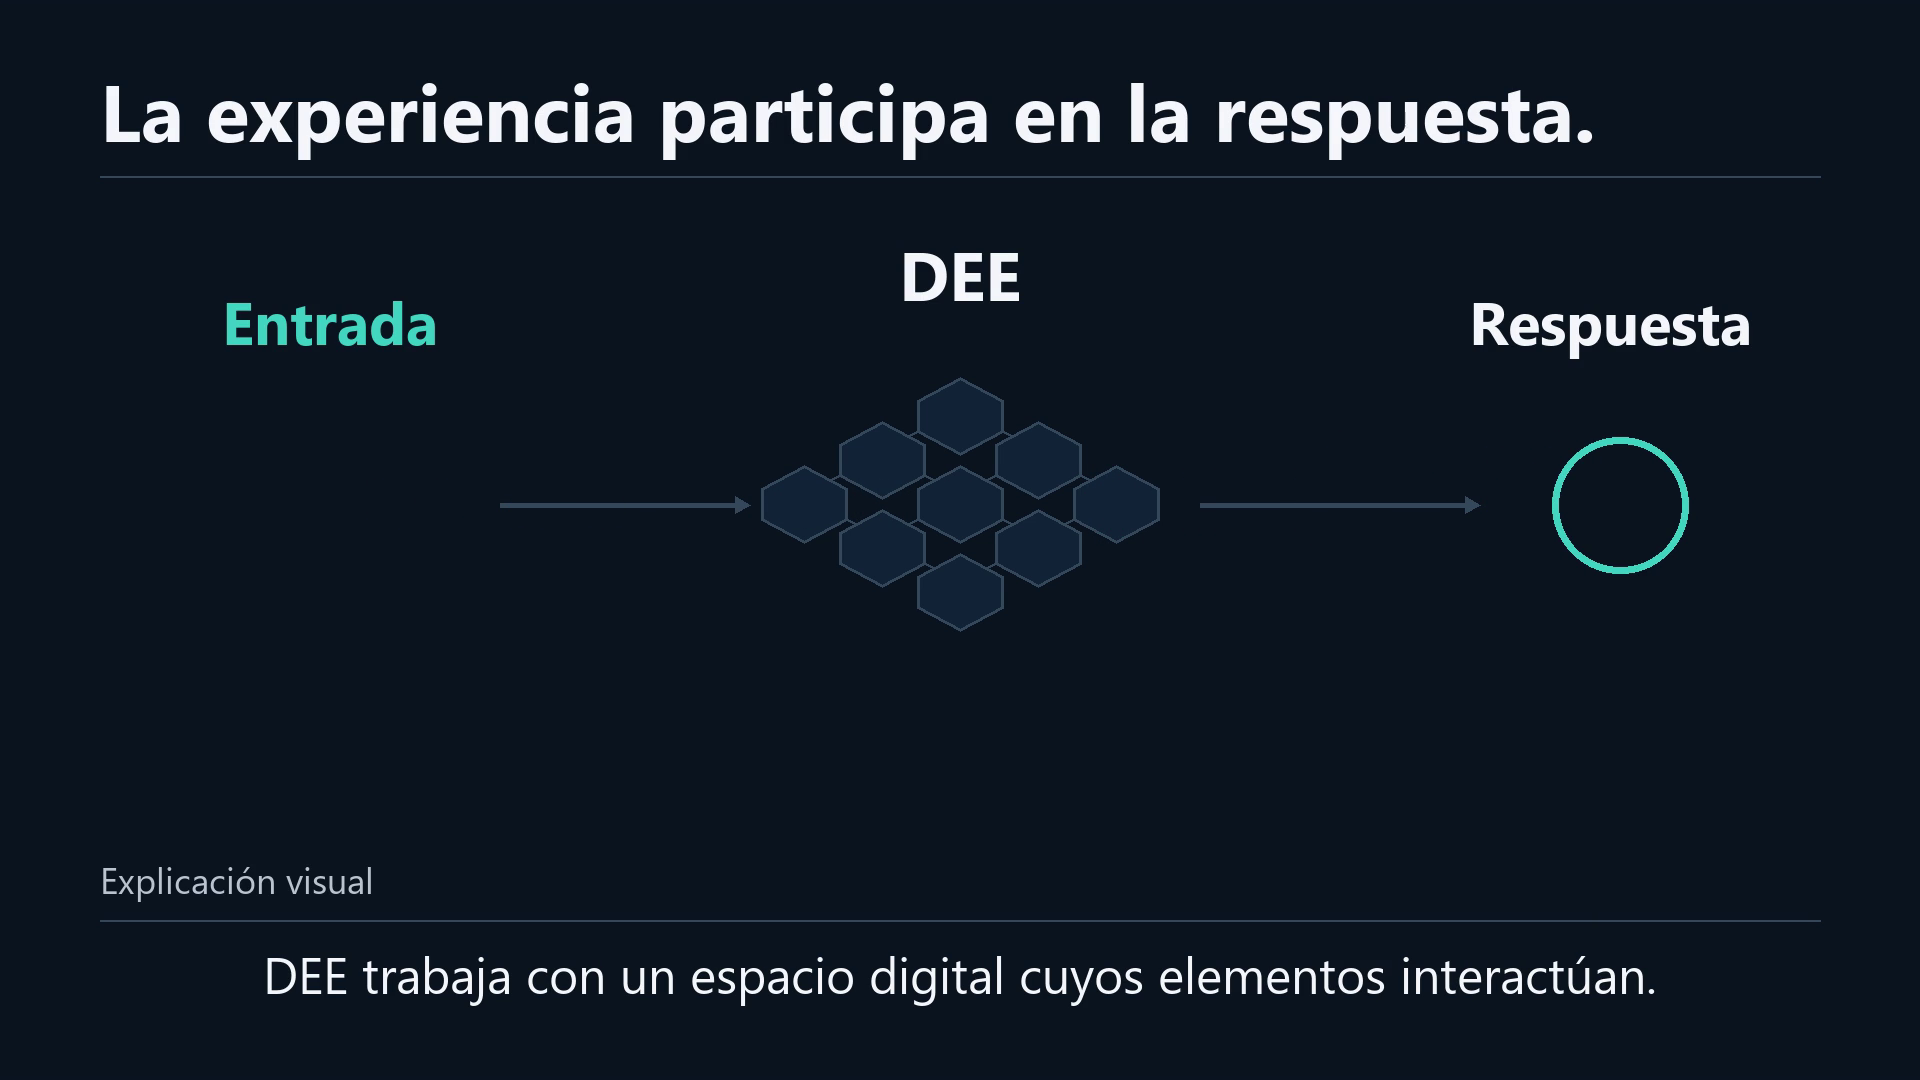 La experiencia participa en la respuesta.
DEE
Entrada
Respuesta
Explicación visual
DEE trabaja con un espacio digital cuyos elementos interactúan.